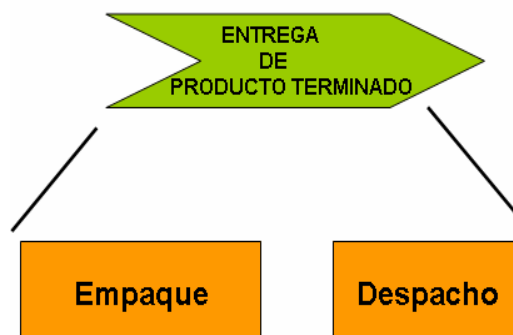 ENTREGA
DE
PRODUCTO TERMINADO
Empaque
Despacho